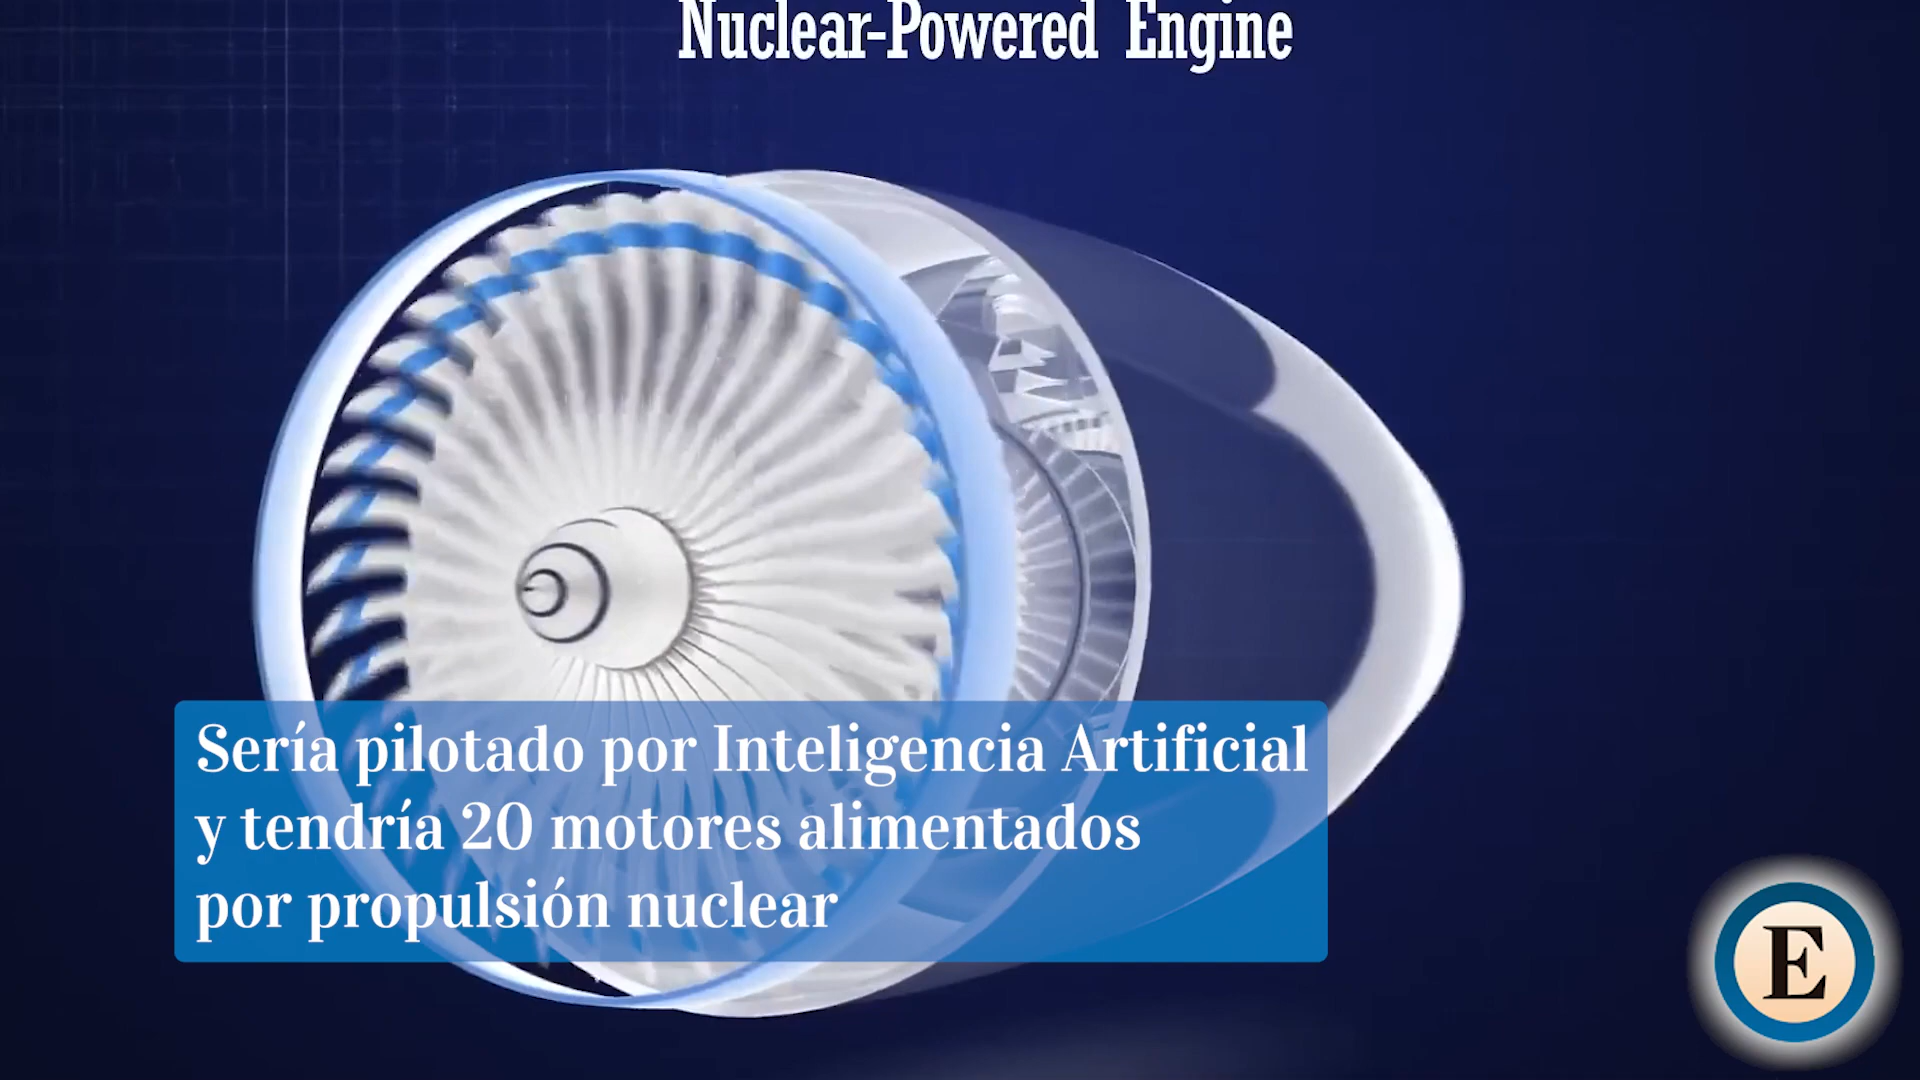 Nuclear-Powered Engine
Sería pilotado por Inteligencia Artificial
y tendría 20 motores alimentados
por propulsión nuclear
E